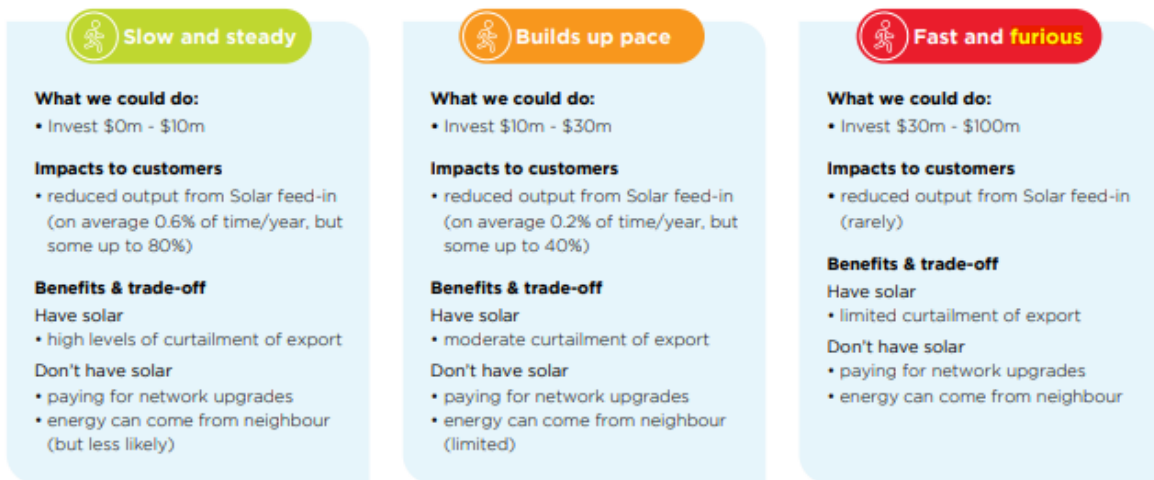 Slow and steady
What we could do:
• Invest $0m - $10m
Impacts to customers
• reduced output from Solar feed-in
(on average 0.6% of time/year, but
some up to 80%)
Benefits & trade-off
Have solar
• high levels of curtailment of export
Don't have solar
• paying for network upgrades
• energy can come from neighbour
(but less likely)
Builds up pace
What we could do:
• Invest $10m - $30m
Impacts to customers
• reduced output from Solar feed-in
(on average 0.2% of time/year, but
some up to 40%)
Benefits & trade-off
Have solar
• moderate curtailment of export
Don't have solar
• paying for network upgrades
• energy can come from neighbour
(limited)
Fast and furious
What we could do:
• Invest $30m - $100m
Impacts to customers
• reduced output from Solar feed-in
(rarely)
Benefits & trade-off
Have solar
• limited curtailment of export
Don't have solar
• paying for network upgrades
• energy can come from neighbour